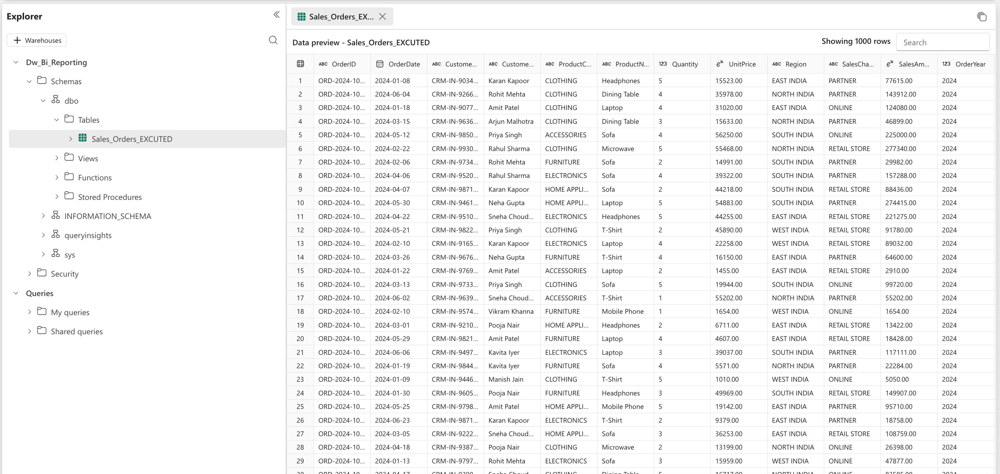 Explorer
Warehouses
Dw_Bi_Reporting
Schemas
dbo
Tables
Sales_Orders_EXCUTED
Views
Functions
Stored Procedures
INFORMATION_SCHEMA
queryinsights
sys
Security
Queries
My queries
Shared queries
Sales_Orders_EX...
Data preview - Sales_Orders_EXCUTED
Showing 1000 rows Search
ABC OrderID OrderDate ABC Custome... ABC Custome... ABC ProductC... ABC ProductN... 123 Quantity UnitPrice ABC Region ABC SalesCha... SalesAm... 123 OrderYear
1 ORD-2024-10... 2024-01-08 CRM-IN-9034... Karan Kapoor CLOTHING Headphones 5 15523.00 EAST INDIA PARTNER 77615.00 2024
2 ORD-2024-10... 2024-06-04 CRM-IN-9266... Rohit Mehta CLOTHING Dining Table 4 35978.00 NORTH INDIA PARTNER 143912.00 2024
3 ORD-2024-10... 2024-01-18 CRM-IN-9077... Amit Patel CLOTHING Laptop 4 31020.00 EAST INDIA ONLINE 124080.00 2024
4 ORD-2024-10... 2024-03-15 CRM-IN-9636... Arjun Malhotra CLOTHING Dining Table 3 15633.00 NORTH INDIA PARTNER 46899.00 2024
5 ORD-2024-10... 2024-05-12 CRM-IN-9850... Priya Singh ACCESSORIES Sofa 4 56250.00 SOUTH INDIA ONLINE 225000.00 2024
6 ORD-2024-10... 2024-02-22 CRM-IN-9930... Rahul Sharma CLOTHING Microwave 5 55468.00 NORTH INDIA RETAIL STORE 277340.00 2024
7 ORD-2024-10... 2024-02-06 CRM-IN-9734... Rohit Mehta FURNITURE Sofa 2 14991.00 SOUTH INDIA PARTNER 29982.00 2024
8 ORD-2024-10... 2024-04-06 CRM-IN-9520... Rahul Sharma ELECTRONICS Sofa 4 39322.00 SOUTH INDIA PARTNER 157288.00 2024
9 ORD-2024-10... 2024-04-07 CRM-IN-9871... Karan Kapoor HOME APPLI... Sofa 2 44218.00 SOUTH INDIA RETAIL STORE 88436.00 2024
10 ORD-2024-10... 2024-05-30 CRM-IN-9461... Neha Gupta HOME APPLI... Laptop 5 54883.00 SOUTH INDIA PARTNER 274415.00 2024
11 ORD-2024-10... 2024-04-22 CRM-IN-9510... Sneha Choud... ELECTRONICS Headphones 5 44255.00 EAST INDIA RETAIL STORE 221275.00 2024
12 ORD-2024-10... 2024-05-21 CRM-IN-9822... Priya Singh CLOTHING T-Shirt 2 45890.00 WEST INDIA RETAIL STORE 91780.00 2024
13 ORD-2024-10... 2024-02-10 CRM-IN-9165... Karan Kapoor ELECTRONICS Laptop 4 22258.00 WEST INDIA RETAIL STORE 89032.00 2024
14 ORD-2024-10... 2024-03-26 CRM-IN-9676... Neha Gupta FURNITURE T-Shirt 4 16150.00 EAST INDIA PARTNER 64600.00 2024
15 ORD-2024-10... 2024-01-22 CRM-IN-9769... Amit Patel ACCESSORIES Laptop 2 1455.00 EAST INDIA RETAIL STORE 2910.00 2024
16 ORD-2024-10... 2024-03-13 CRM-IN-9733... Priya Singh CLOTHING Sofa 5 19944.00 SOUTH INDIA ONLINE 99720.00 2024
17 ORD-2024-10... 2024-06-02 CRM-IN-9639... Sneha Choud... ACCESSORIES T-Shirt 1 55202.00 NORTH INDIA PARTNER 55202.00 2024
18 ORD-2024-10... 2024-02-10 CRM-IN-9574... Vikram Khanna FURNITURE Mobile Phone 1 1654.00 WEST INDIA ONLINE 1654.00 2024
19 ORD-2024-10... 2024-03-01 CRM-IN-9210... Pooja Nair HOME APPLI... Headphones 2 6711.00 EAST INDIA RETAIL STORE 13422.00 2024
20 ORD-2024-10... 2024-05-29 CRM-IN-9821... Amit Patel FURNITURE Laptop 4 4607.00 EAST INDIA RETAIL STORE 18428.00 2024
21 ORD-2024-10... 2024-06-06 CRM-IN-9497... Kavita Iyer ELECTRONICS Laptop 3 39037.00 SOUTH INDIA PARTNER 117111.00 2024
22 ORD-2024-10... 2024-01-19 CRM-IN-9844... Kavita Iyer FURNITURE Sofa 4 5571.00 NORTH INDIA PARTNER 22284.00 2024
23 ORD-2024-10... 2024-01-09 CRM-IN-9446... Manish Jain CLOTHING T-Shirt 5 1010.00 WEST INDIA ONLINE 5050.00 2024
24 ORD-2024-10... 2024-01-30 CRM-IN-9605... Pooja Nair FURNITURE Headphones 3 49969.00 SOUTH INDIA RETAIL STORE 149907.00 2024
25 ORD-2024-10... 2024-05-25 CRM-IN-9798... Amit Patel HOME APPLI... Mobile Phone 5 19142.00 EAST INDIA PARTNER 95710.00 2024
26 ORD-2024-10... 2024-06-23 CRM-IN-9871... Karan Kapoor ELECTRONICS T-Shirt 2 9379.00 EAST INDIA PARTNER 18758.00 2024
27 ORD-2024-10... 2024-03-05 CRM-IN-9222... Sneha Choud... HOME APPLI... Sofa 3 36253.00 EAST INDIA RETAIL STORE 108759.00 2024
28 ORD-2024-10... 2024-04-18 CRM-IN-9387... Pooja Nair CLOTHING Microwave 2 13199.00 NORTH INDIA ONLINE 26398.00 2024
29 ORD-2024-10... 2024-01-13 CRM-IN-9797... Rohit Mehta ELECTRONICS Sofa 3 15959.00 WEST INDIA ONLINE 47877.00 2024